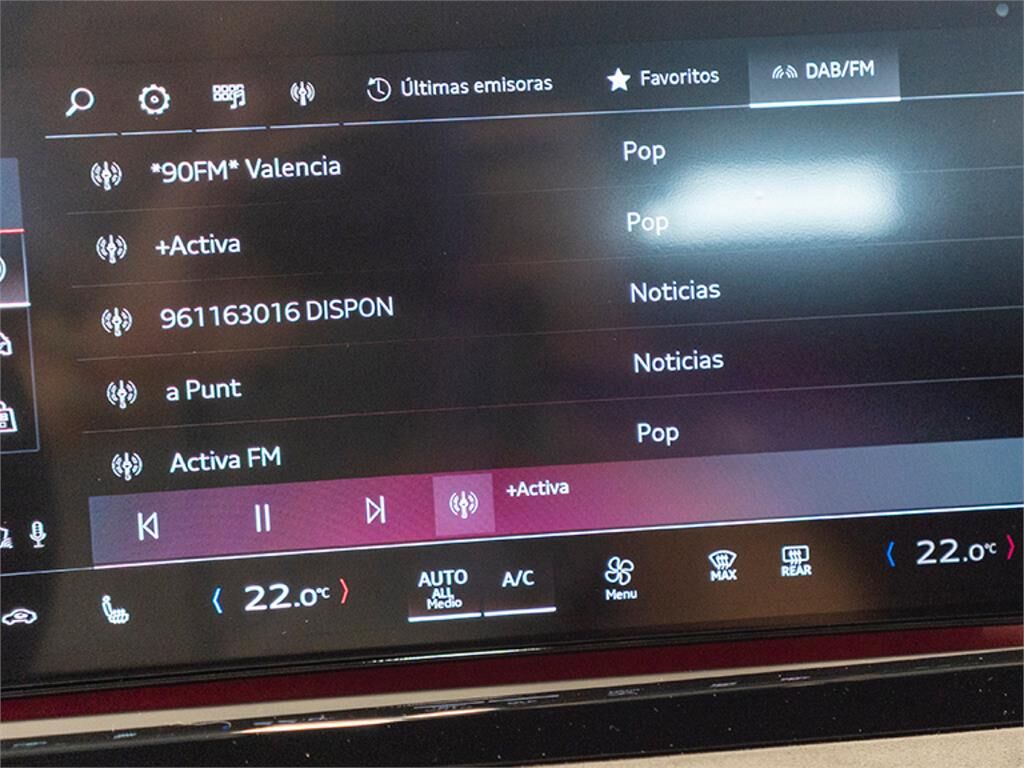 Últimas emisoras Favoritos DAB/FM
*90FM* Valencia Pop
+Activa Pop
961163016 DISPON Noticias
a Punt Noticias
Activa FM Pop
+Activa
22.0°C AUTO A/C MAX REAR 22.0°C
ALL Menu
Medio